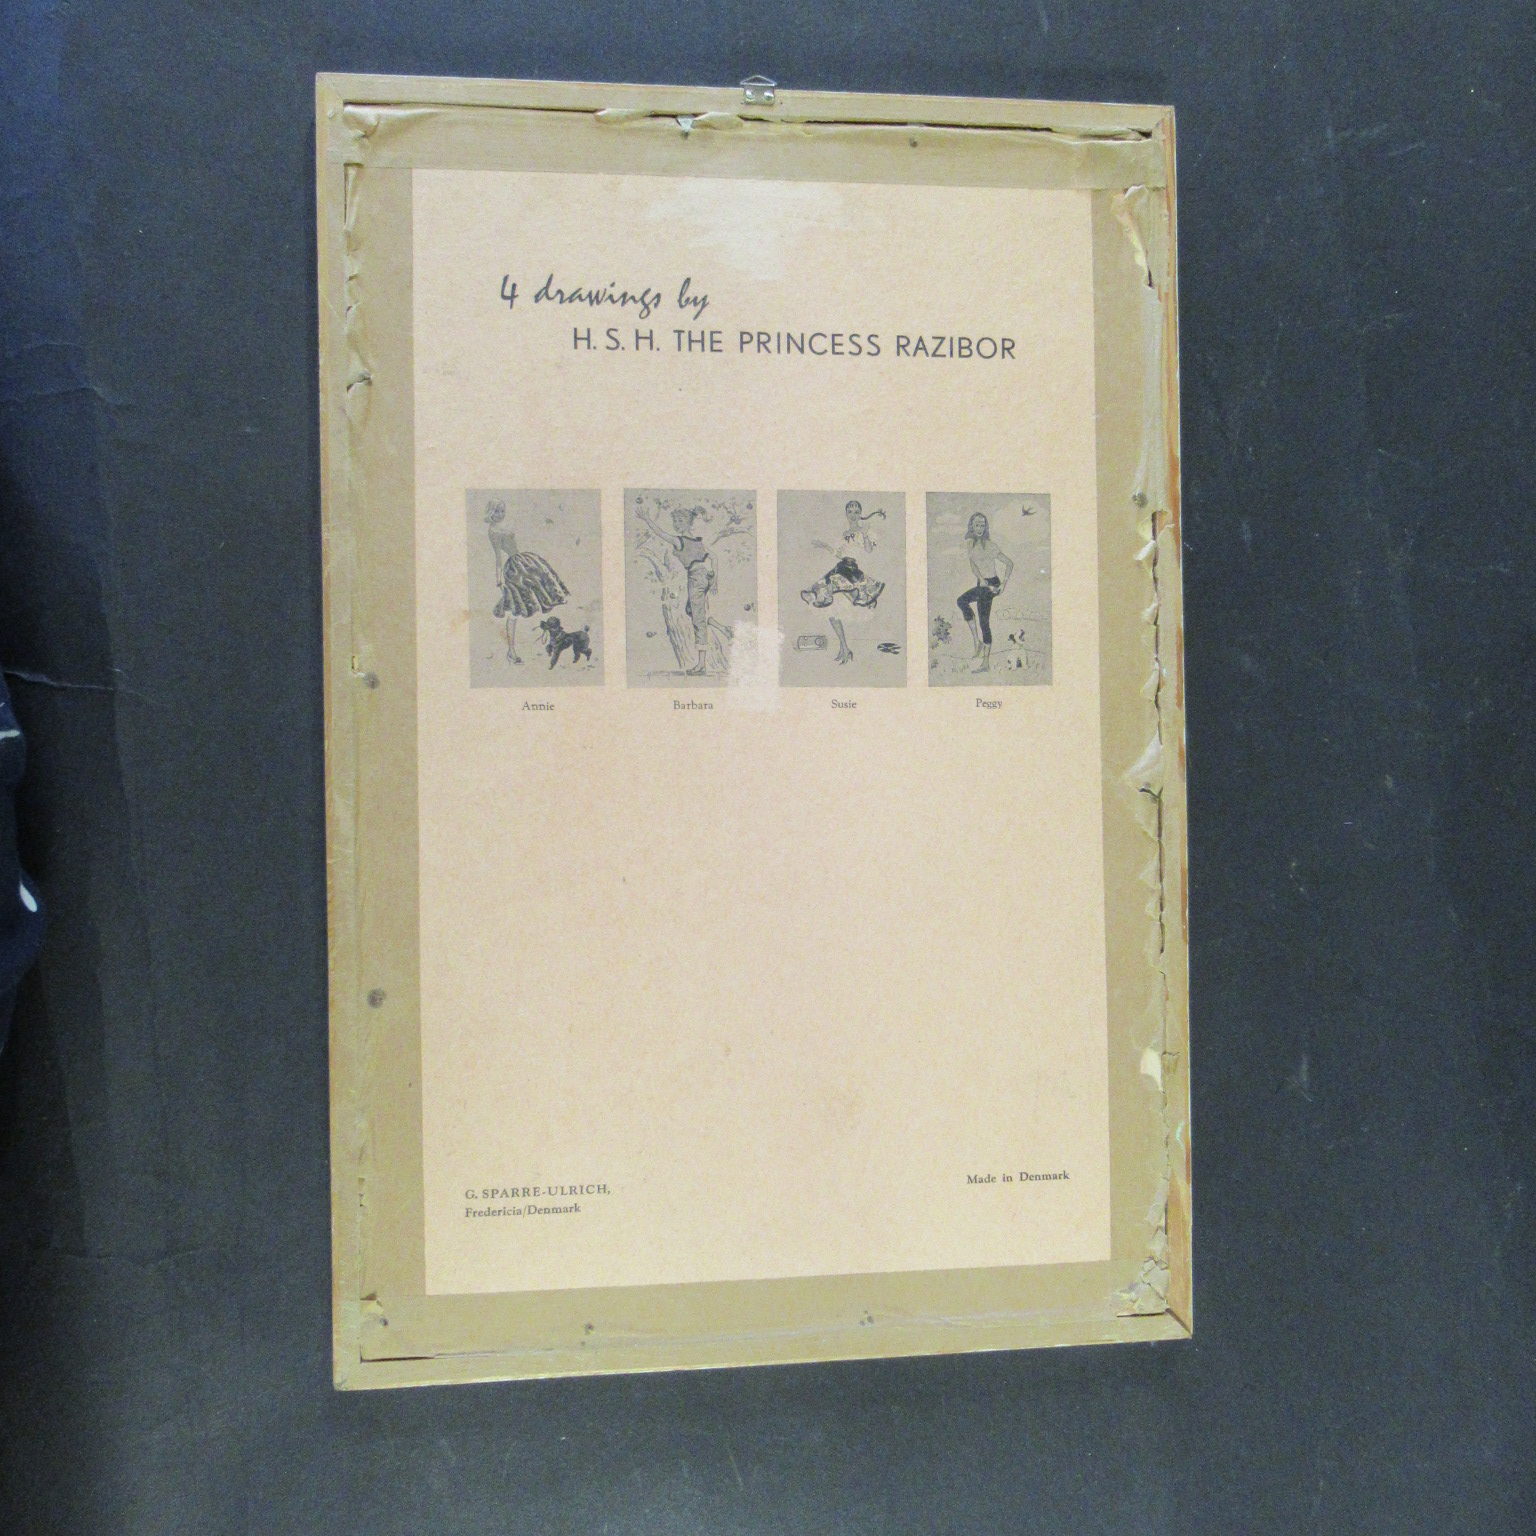 4 drawings by
H. S. H. THE PRINCESS RAZIBOR
Annie
Barbara
Susie
Peggy
G. SPARRE-ULRICH,
Fredericia/Denmark
Made in Denmark